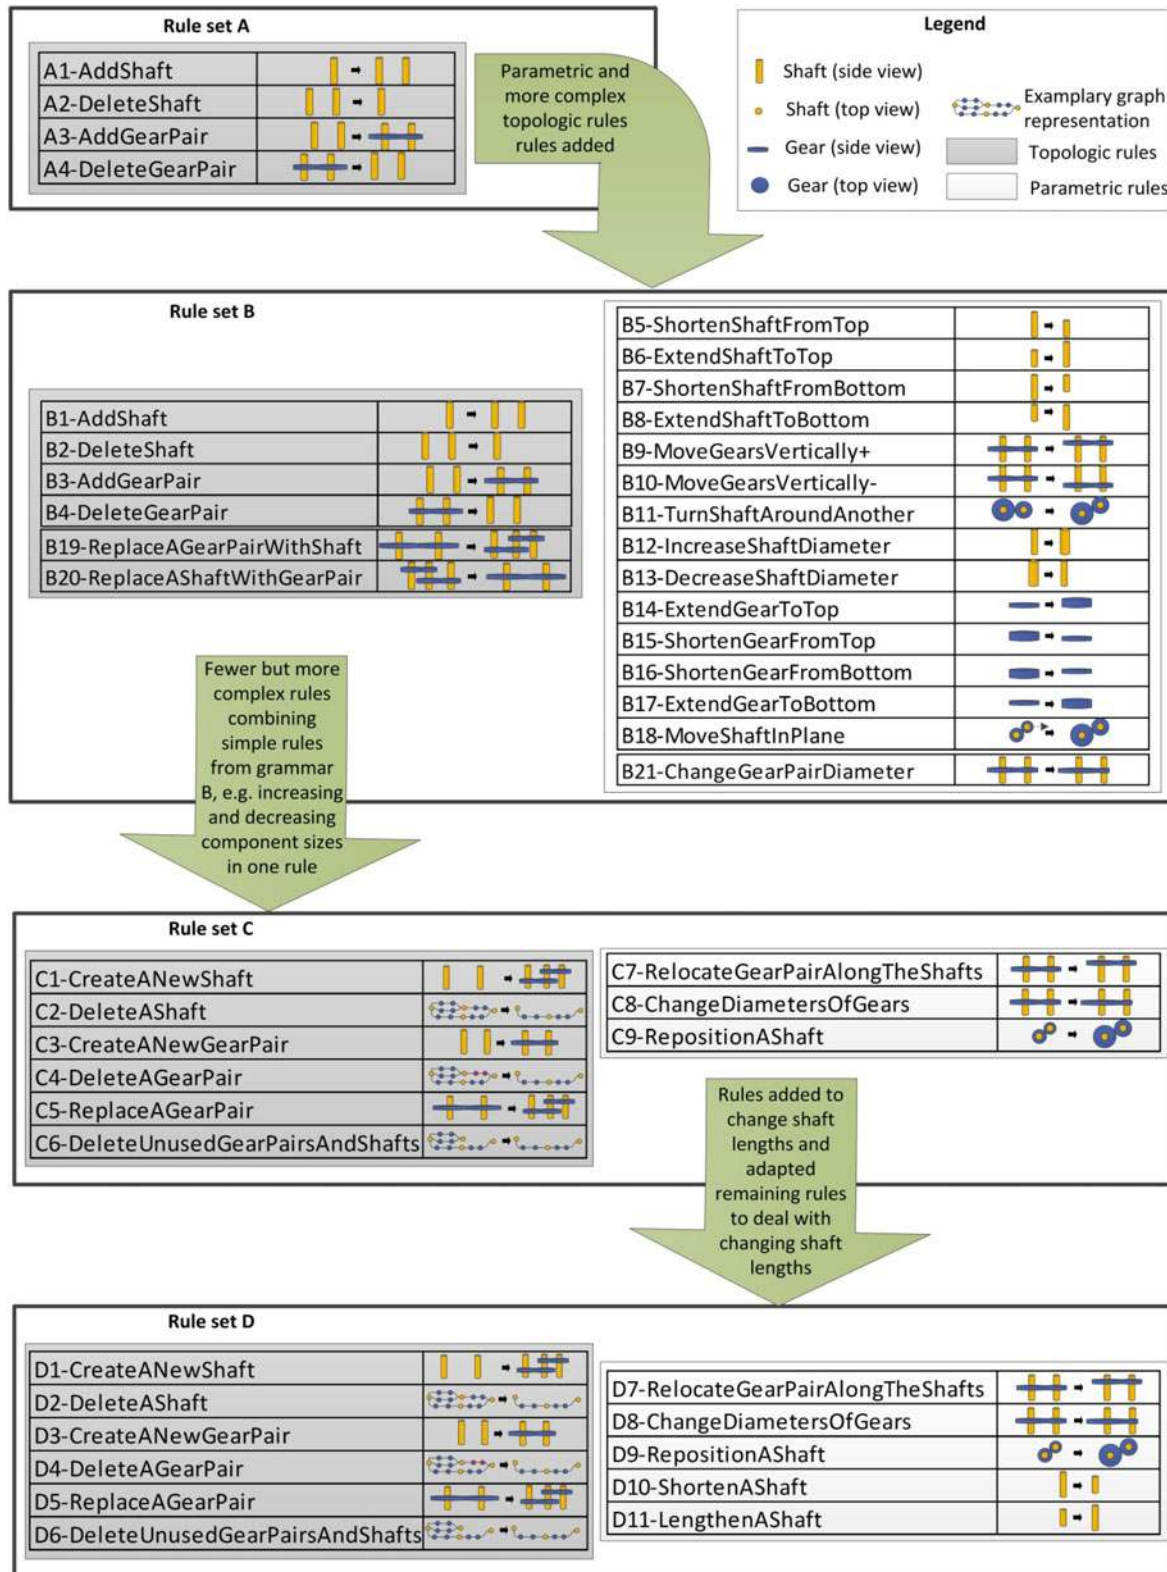 Rule set A
A1-AddShaft
A2-DeleteShaft
A3-AddGearPair
A4-DeleteGearPair
Parametric and
more complex
topologic rules
rules added
Legend
Shaft (side view)
Shaft (top view)
Gear (side view)
Gear (top view)
Examplary graph
representation
Topologic rules
Parametric rules
Rule set B
B1-AddShaft
B2-DeleteShaft
B3-AddGearPair
B4-DeleteGearPair
B19-ReplaceAGearPairWithShaft
B20-ReplaceAShaftWithGearPair
B5-ShortenShaftFromTop
B6-ExtendShaftToTop
B7-ShortenShaftFromBottom
B8-ExtendShaftToBottom
B9-MoveGearsVertically+
B10-MoveGearsVertically-
B11-TurnShaftAroundAnother
B12-IncreaseShaftDiameter
B13-DecreaseShaftDiameter
B14-ExtendGearToTop
B15-ShortenGearFromTop
B16-ShortenGearFromBottom
B17-ExtendGearToBottom
B18-MoveShaftInPlane
B21-ChangeGearPairDiameter
Fewer but more
complex rules
combining
simple rules
from grammar
B, e.g. increasing
and decreasing
component sizes
in one rule
Rule set C
C1-CreateANewShaft
C2-DeleteAShaft
C3-CreateANewGearPair
C4-DeleteAGearPair
C5-ReplaceAGearPair
C6-DeleteUnusedGearPairsAndShafts
C7-RelocateGearPairAlongTheShafts
C8-ChangeDiametersOfGears
C9-RepositionAShaft
Rules added to
change shaft
lengths and
adapted
remaining rules
to deal with
changing shaft
lengths
Rule set D
D1-CreateANewShaft
D2-DeleteAShaft
D3-CreateANewGearPair
D4-DeleteAGearPair
D5-ReplaceAGearPair
D6-DeleteUnusedGearPairsAndShafts
D7-RelocateGearPairAlongTheShafts
D8-ChangeDiametersOfGears
D9-RepositionAShaft
D10-ShortenAShaft
D11-LengthenAShaft